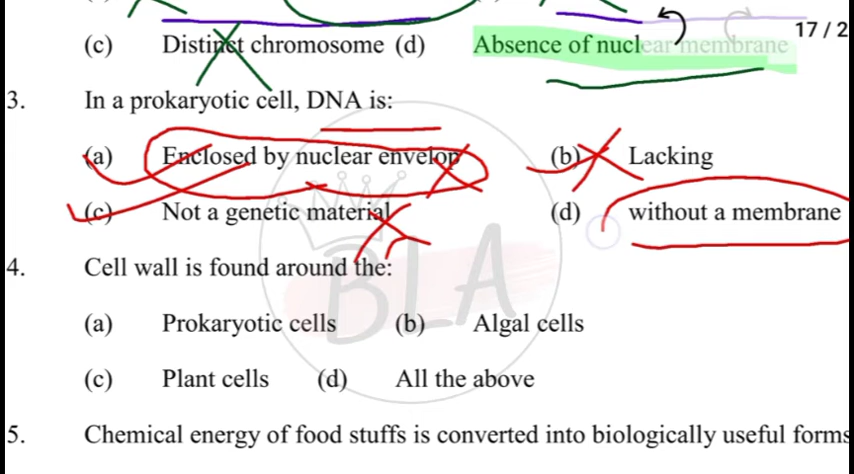 17 / 2
(c) Distinct chromosome (d) Absence of nuclear membrane
3. In a prokaryotic cell, DNA is:
(a) Enclosed by nuclear envelop (b) Lacking
(c) Not a genetic material (d) without a membrane
4. Cell wall is found around the:
(a) Prokaryotic cells (b) Algal cells
(c) Plant cells (d) All the above
5. Chemical energy of food stuffs is converted into biologically useful forms
BLA